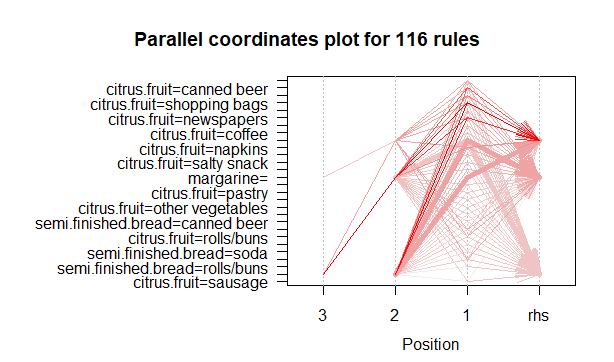 Parallel coordinates plot for 116 rules
citrus.fruit=canned beer
citrus.fruit=shopping bags
citrus.fruit=newspapers
citrus.fruit=coffee
citrus.fruit=napkins
citrus.fruit=salty snack
margarine=
citrus.fruit=pastry
citrus.fruit=other vegetables
semi.finished.bread=canned beer
citrus.fruit=rolls/buns
semi.finished.bread=soda
semi.finished.bread=rolls/buns
citrus.fruit=sausage
3 2 1 rhs
Position